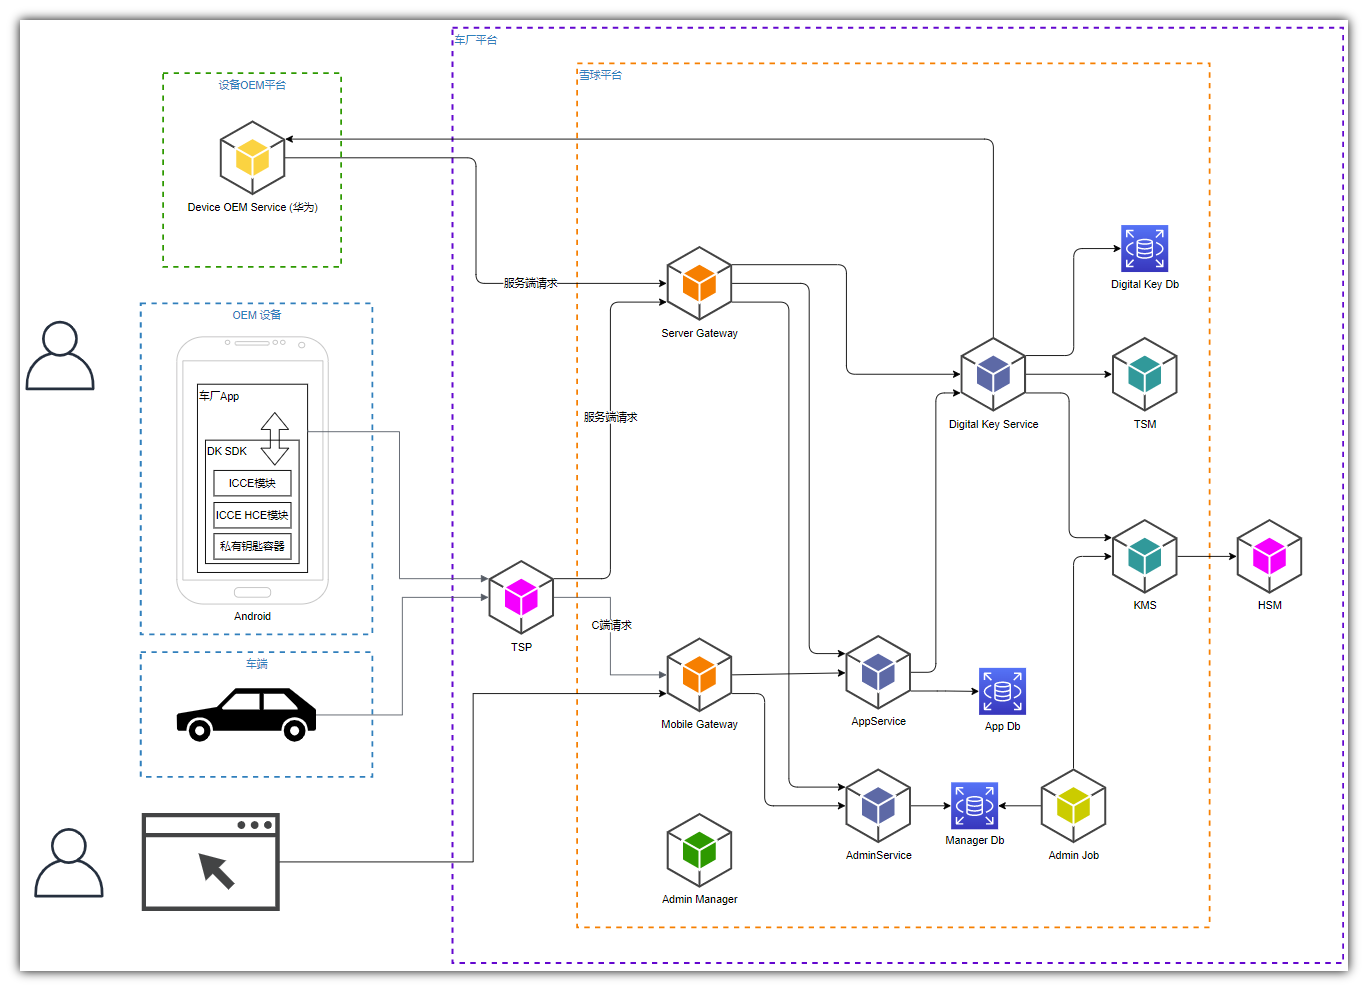 车厂平台
雪球平台
设备OEM平台
Device OEM Service (华为)
服务端请求
Server Gateway
Digital Key Db
OEM 设备
车厂App
DK SDK
ICCE模块
ICCE HCE模块
私有钥匙容器
Android
服务端请求
Digital Key Service
TSM
KMS
HSM
TSP
C端请求
车端
Mobile Gateway
AppService
App Db
AdminService
Manager Db
Admin Job
Admin Manager